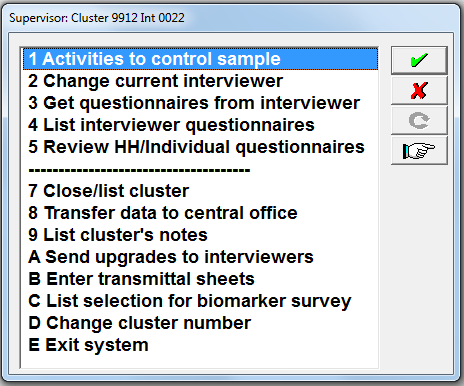 Supervisor: Cluster 9912 Int 0022
1 Activities to control sample
2 Change current interviewer
3 Get questionnaires from interviewer
4 List interviewer questionnaires
5 Review HH/Individual questionnaires
------------------------------------
7 Close/list cluster
8 Transfer data to central office
9 List cluster's notes
A Send upgrades to interviewers
B Enter transmittal sheets
C List selection for biomarker survey
D Change cluster number
E Exit system